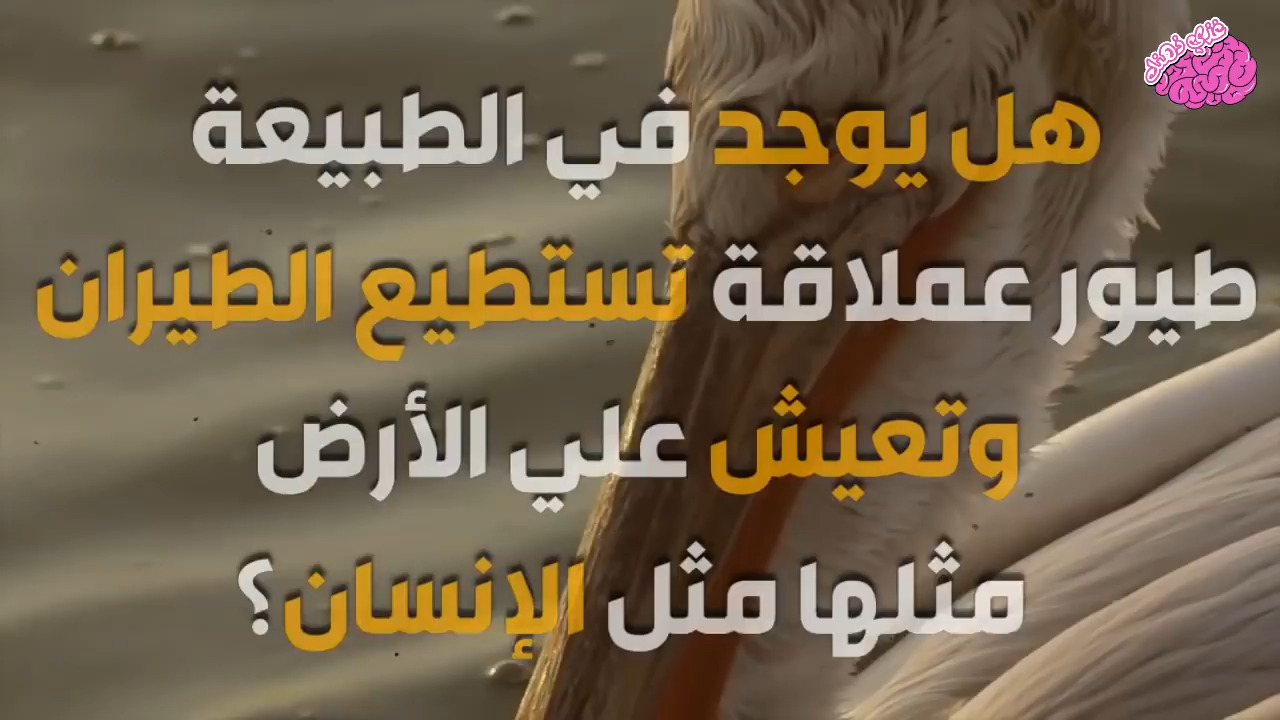 هل يوجد في الطبيعة
طيور عملاقة تستطيع الطيران
وتعيش علي الأرض
مثلها مثل الإنسان؟